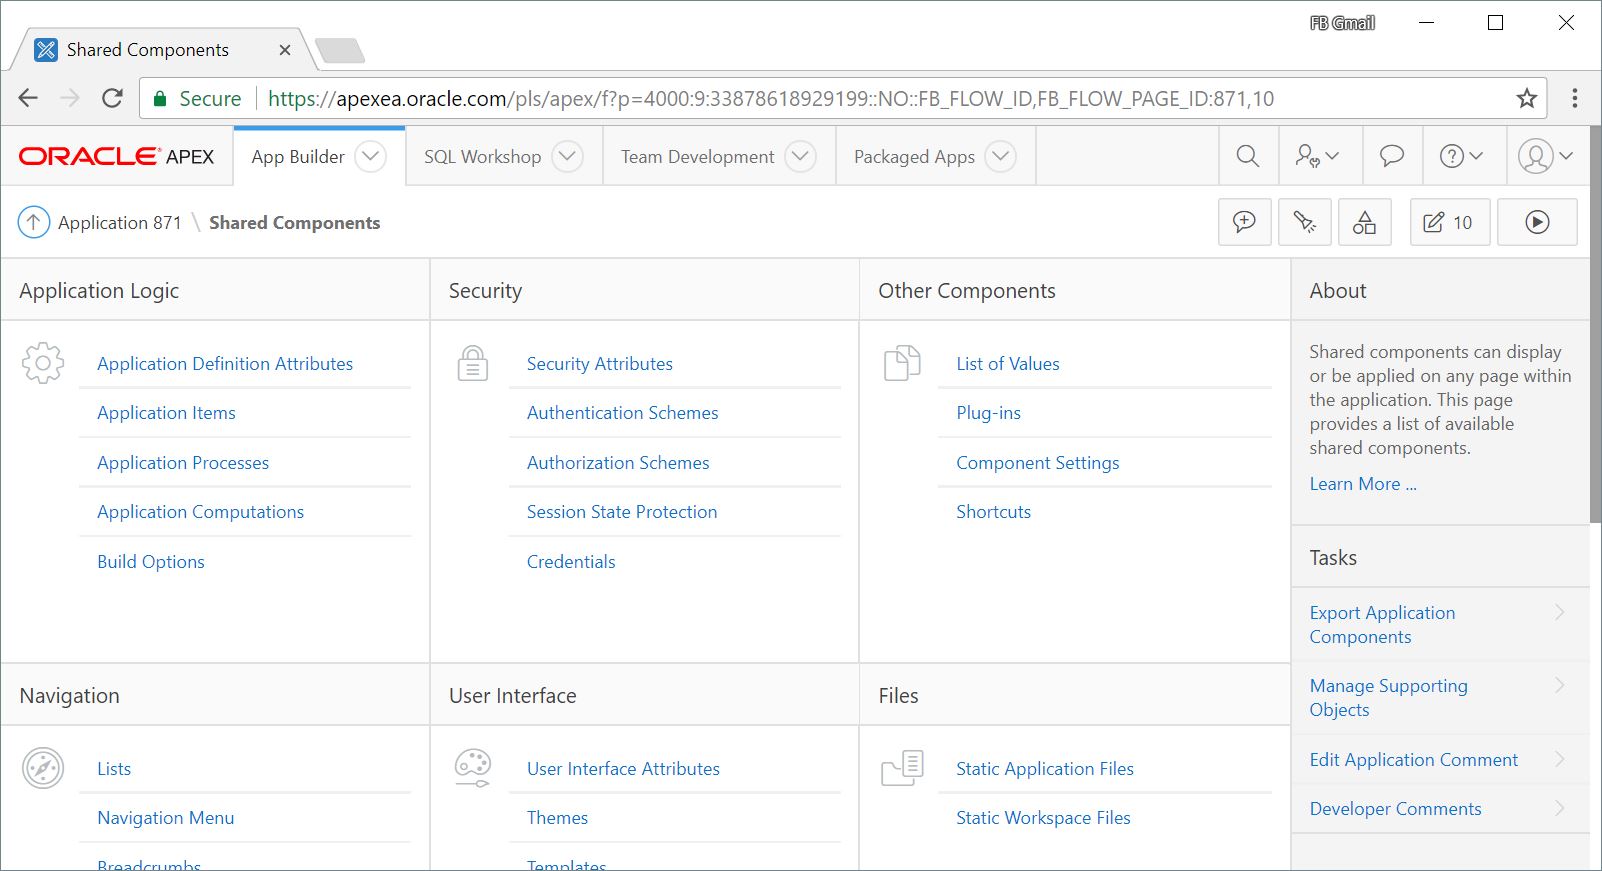 FB Gmail
Shared Components
Secure https://apexea.oracle.com/pls/apex/f?p=4000:9:33878618929199::NO::FB_FLOW_ID,FB_FLOW_PAGE_ID:871,10
ORACLE® APEX App Builder SQL Workshop Team Development Packaged Apps
Application 871 \ Shared Components 10
Application Logic
Application Definition Attributes
Application Items
Application Processes
Application Computations
Build Options
Security
Security Attributes
Authentication Schemes
Authorization Schemes
Session State Protection
Credentials
Other Components
List of Values
Plug-ins
Component Settings
Shortcuts
About
Shared components can display
or be applied on any page within
the application. This page
provides a list of available
shared components.
Learn More ...
Tasks
Export Application
Components
Manage Supporting
Objects
Edit Application Comment
Developer Comments
Navigation
Lists
Navigation Menu
Breadcrumbs
User Interface
User Interface Attributes
Themes
Templates
Files
Static Application Files
Static Workspace Files